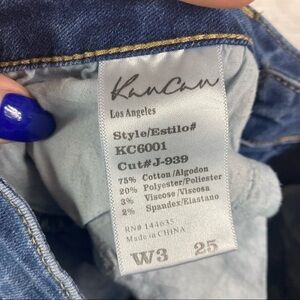 KanCan
Los Angeles
Style/Estilo#
KC6001
Cut#J-939
75% Cotton/Algodon
20% Polyester/Poliester
3% Viscose/Viscosa
2% Spandex/Elastano
RN# 144635
Made in CHINA
W3 25